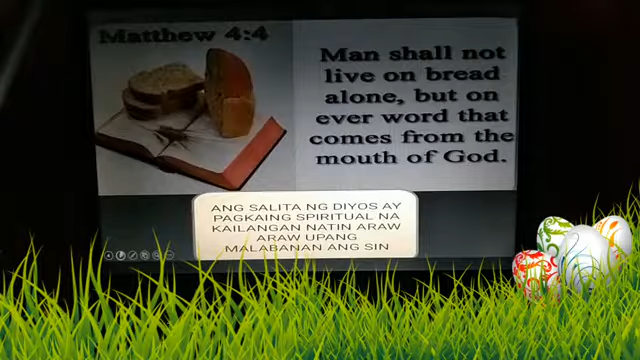 Matthew 4:4
Man shall not
live on bread
alone, but on
ever word that
comes from the
mouth of God.
ANG SALITA NG DIYOS AY
PAGKAING SPIRITUAL NA
KAILANGAN NATIN ARAW
ARAW UPANG
MALABANAN ANG SIN